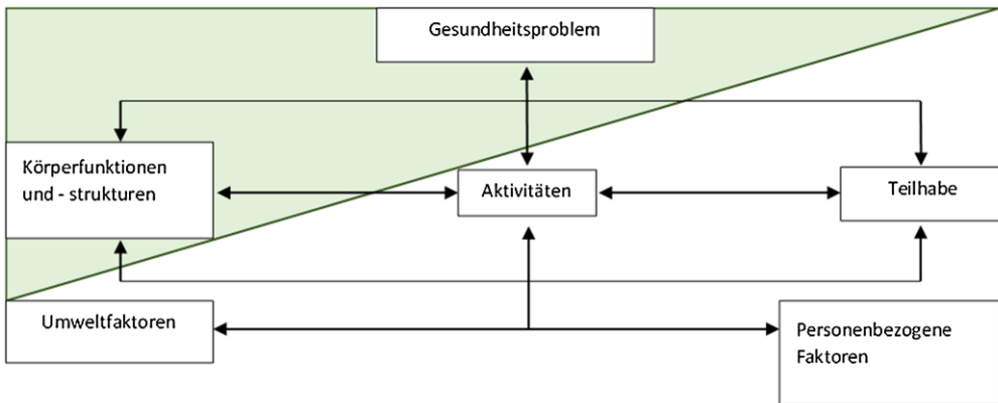 Gesundheitsproblem
Körperfunktionen
und - strukturen
Aktivitäten
Teilhabe
Umweltfaktoren
Personenbezogene
Faktoren